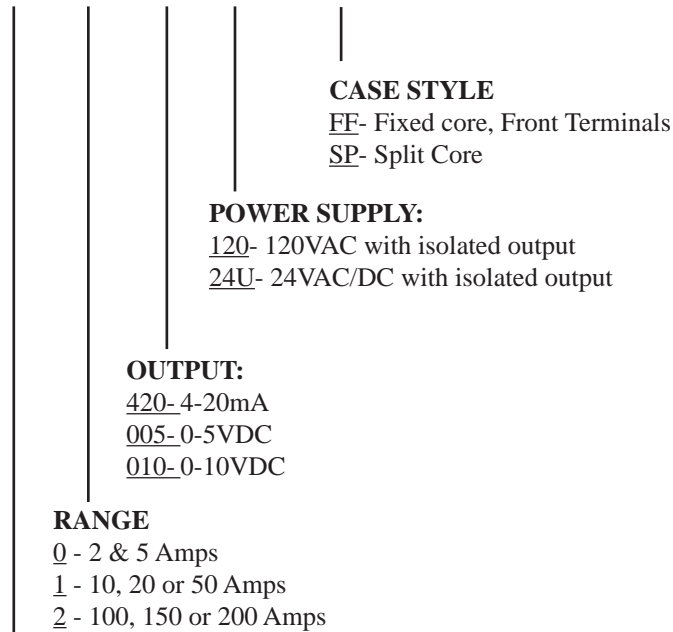 CASE STYLE
FF- Fixed core, Front Terminals
SP- Split Core
POWER SUPPLY:
120- 120VAC with isolated output
24U- 24VAC/DC with isolated output
OUTPUT:
420- 4-20mA
005- 0-5VDC
010- 0-10VDC
RANGE
0 - 2 & 5 Amps
1 - 10, 20 or 50 Amps
2 - 100, 150 or 200 Amps